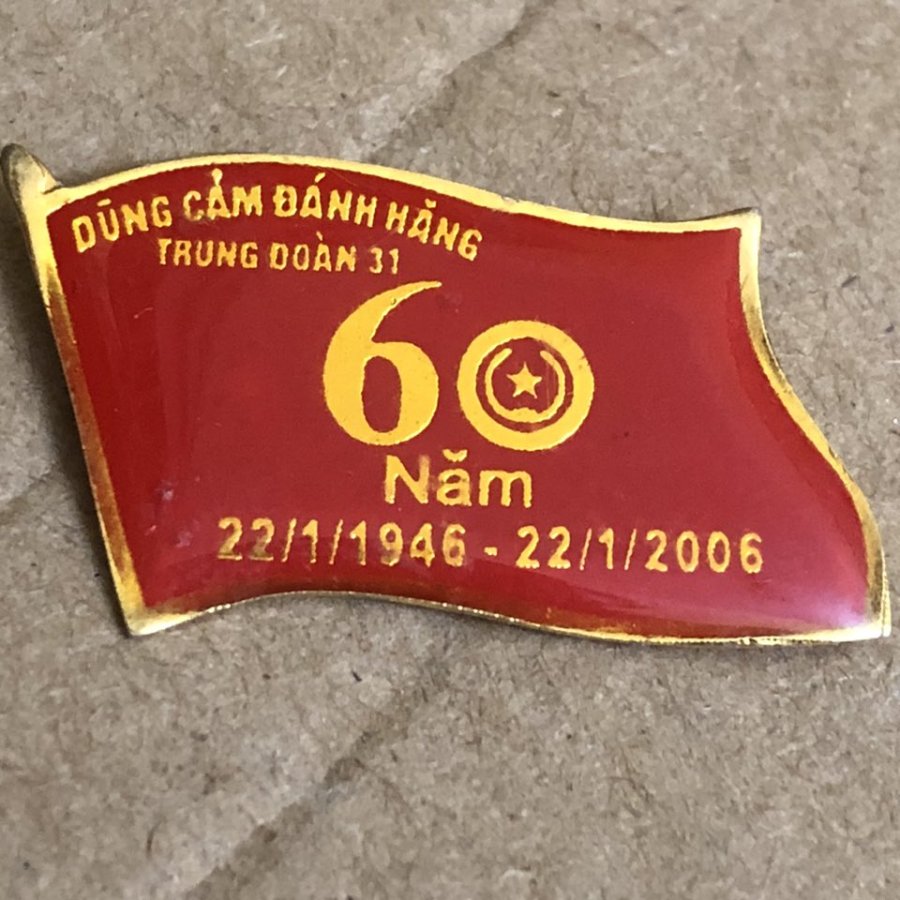 DŨNG CẢM ĐÁNH HĂNG
TRUNG ĐOÀN 31
60
Năm
22/1/1946 - 22/1/2006